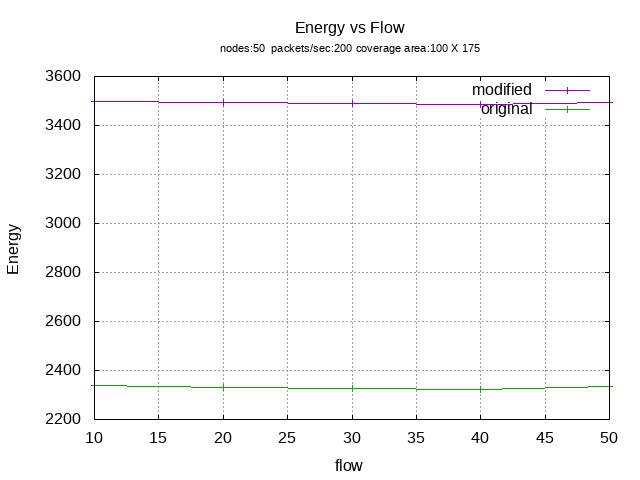 Energy vs Flow
nodes:50  packets/sec:200 coverage area:100 X 175
modified
original
3600
3400
3200
3000
2800
2600
2400
2200
Energy
10 15 20 25 30 35 40 45 50
flow